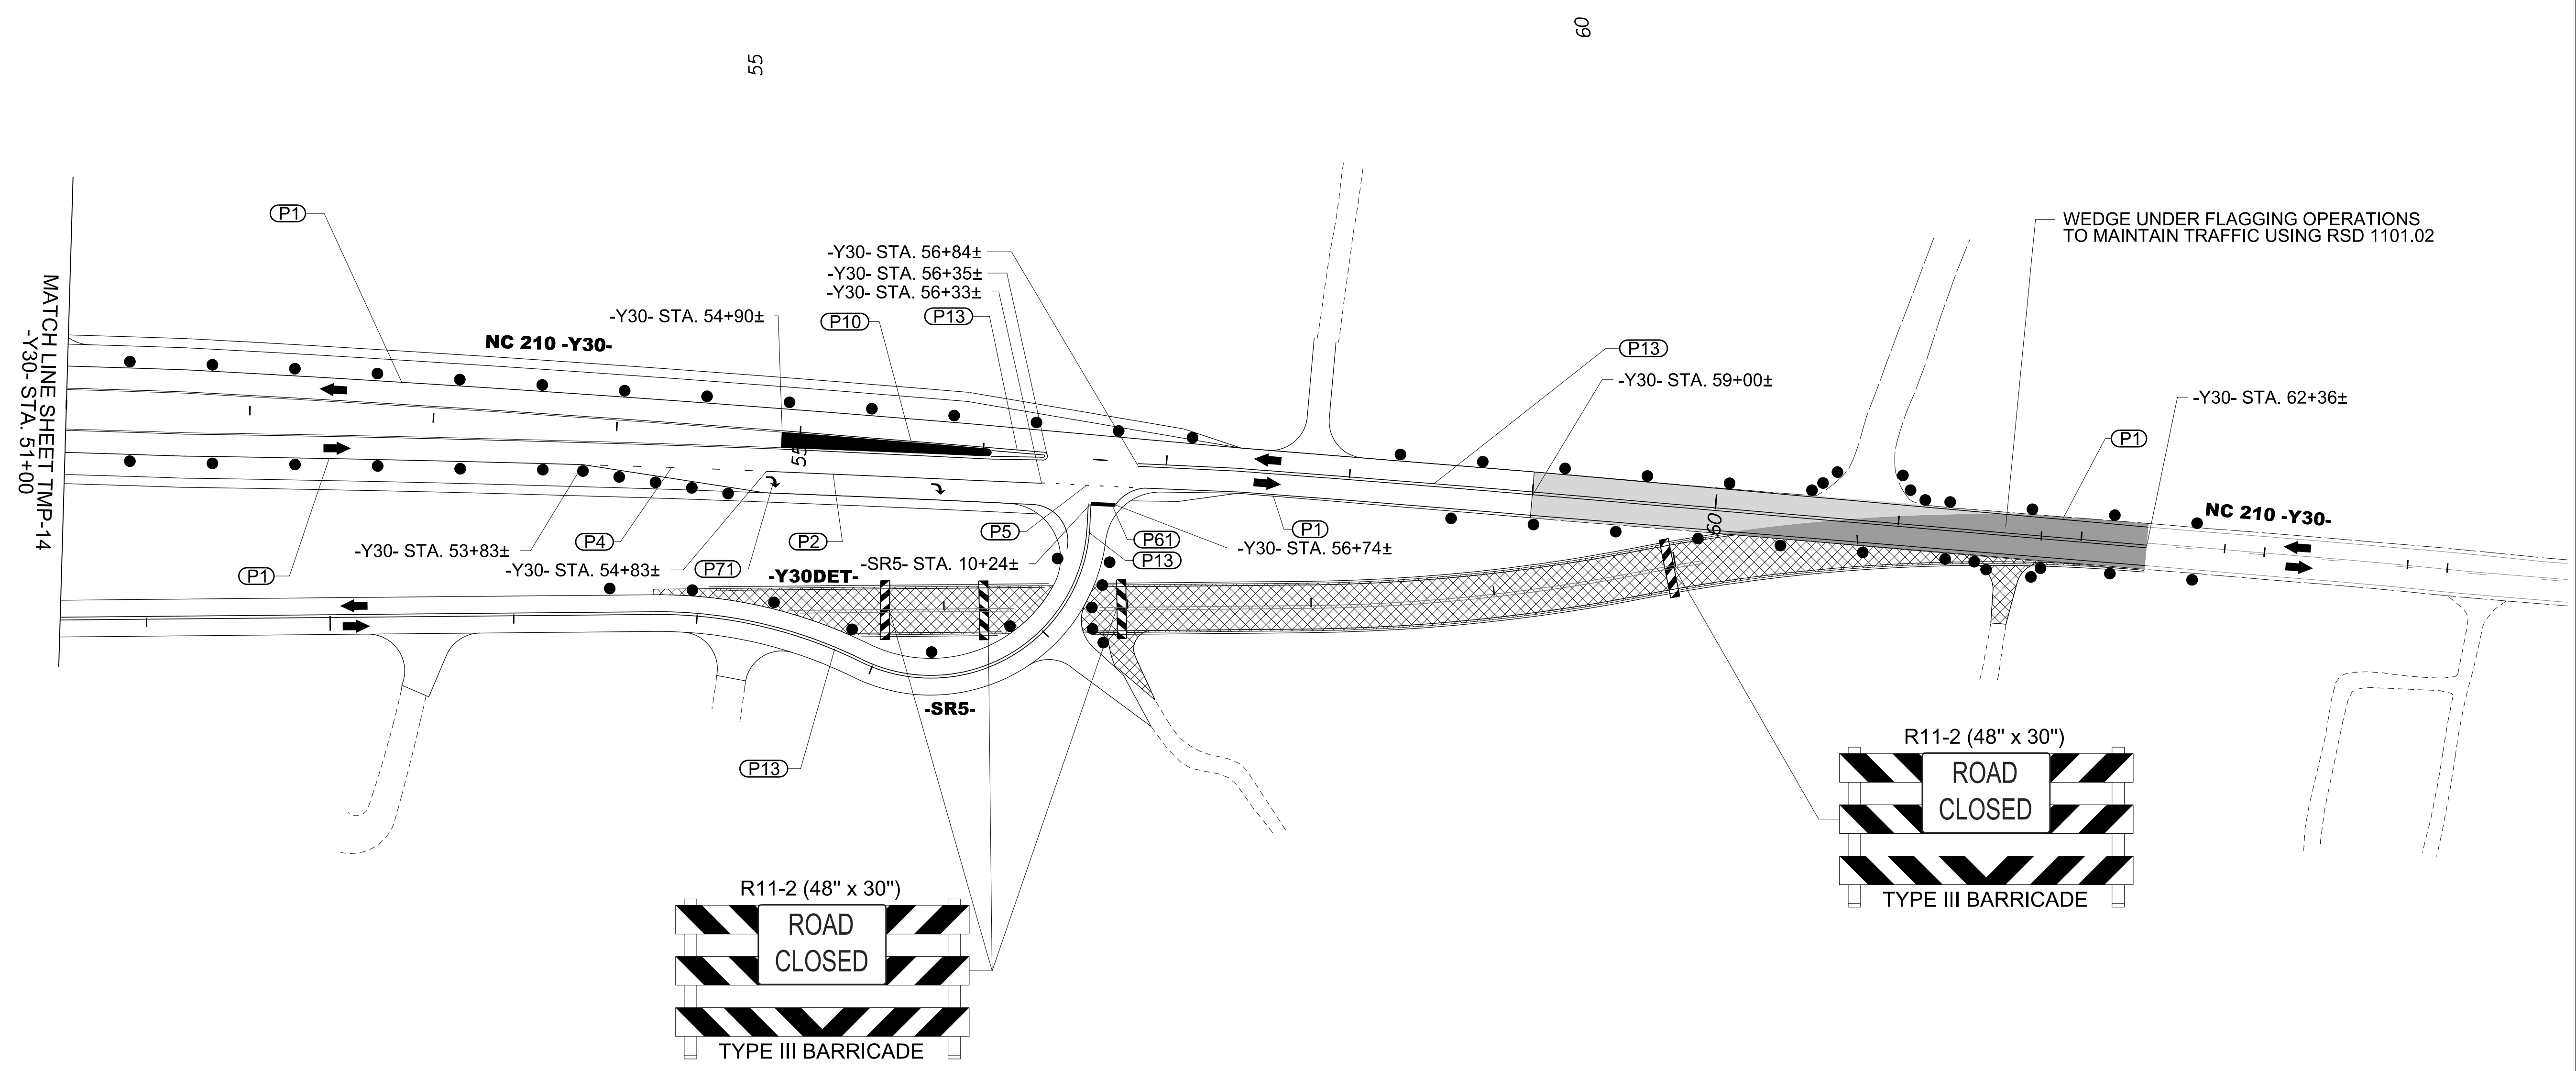 60
55
P1
WEDGE UNDER FLAGGING OPERATIONS
TO MAINTAIN TRAFFIC USING RSD 1101.02
-Y30- STA. 56+84±
-Y30- STA. 56+35±
-Y30- STA. 56+33±
-Y30- STA. 54+90±
P10
P13
NC 210 -Y30-
MATCH LINE SHEET TMP-14
-Y30- STA. 51+00
P13
-Y30- STA. 59+00±
-Y30- STA. 62+36±
P1
55
60
NC 210 -Y30-
P5
P1
P61
-Y30- STA. 56+74±
P13
P4
P2
-Y30- STA. 53+83±
-Y30- STA. 54+83±
P71
-SR5- STA. 10+24±
P1
-Y30DET-
-SR5-
P13
R11-2 (48" x 30")
ROAD
CLOSED
TYPE III BARRICADE
R11-2 (48" x 30")
ROAD
CLOSED
TYPE III BARRICADE